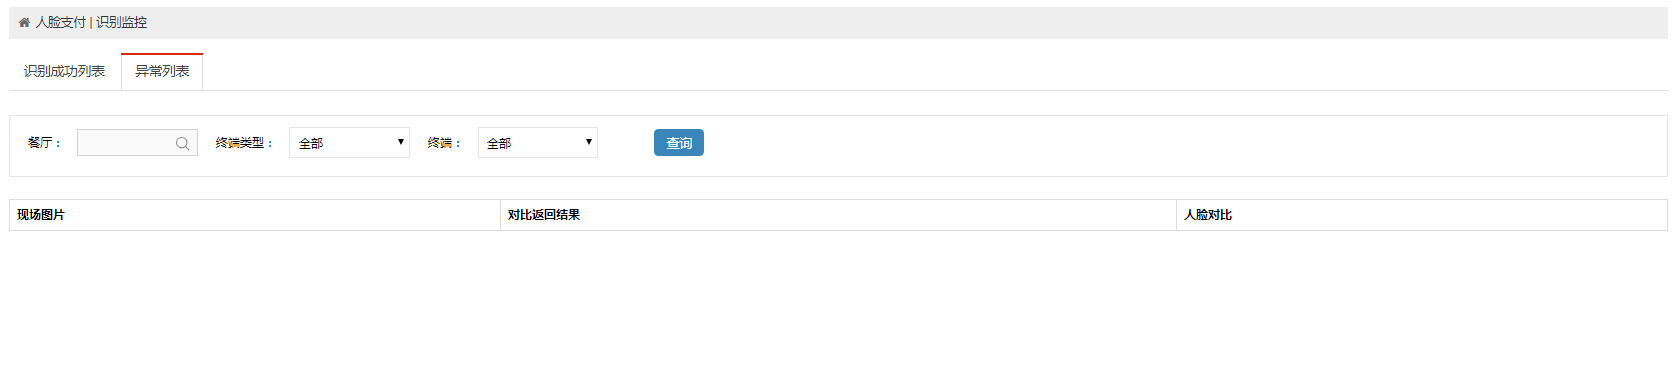 人脸支付 | 识别监控
识别成功列表 异常列表
餐厅： 终端类型： 全部 终端： 全部 查询
现场图片 对比返回结果 人脸对比